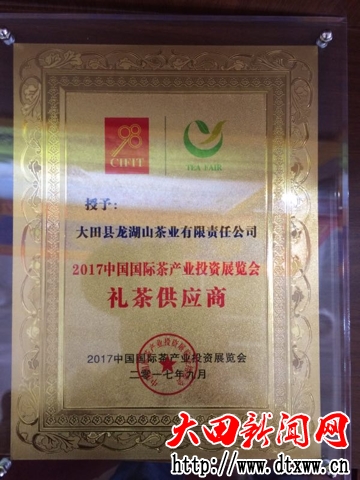 98
CIFIT
TEA FAIR
授予：
大田县龙湖山茶业有限责任公司
2017中国国际茶产业投资展览会
礼茶供应商
2017中国国际茶产业投资展览会
二零一七年九月
大田新闻网
http://www.dtxww.cn